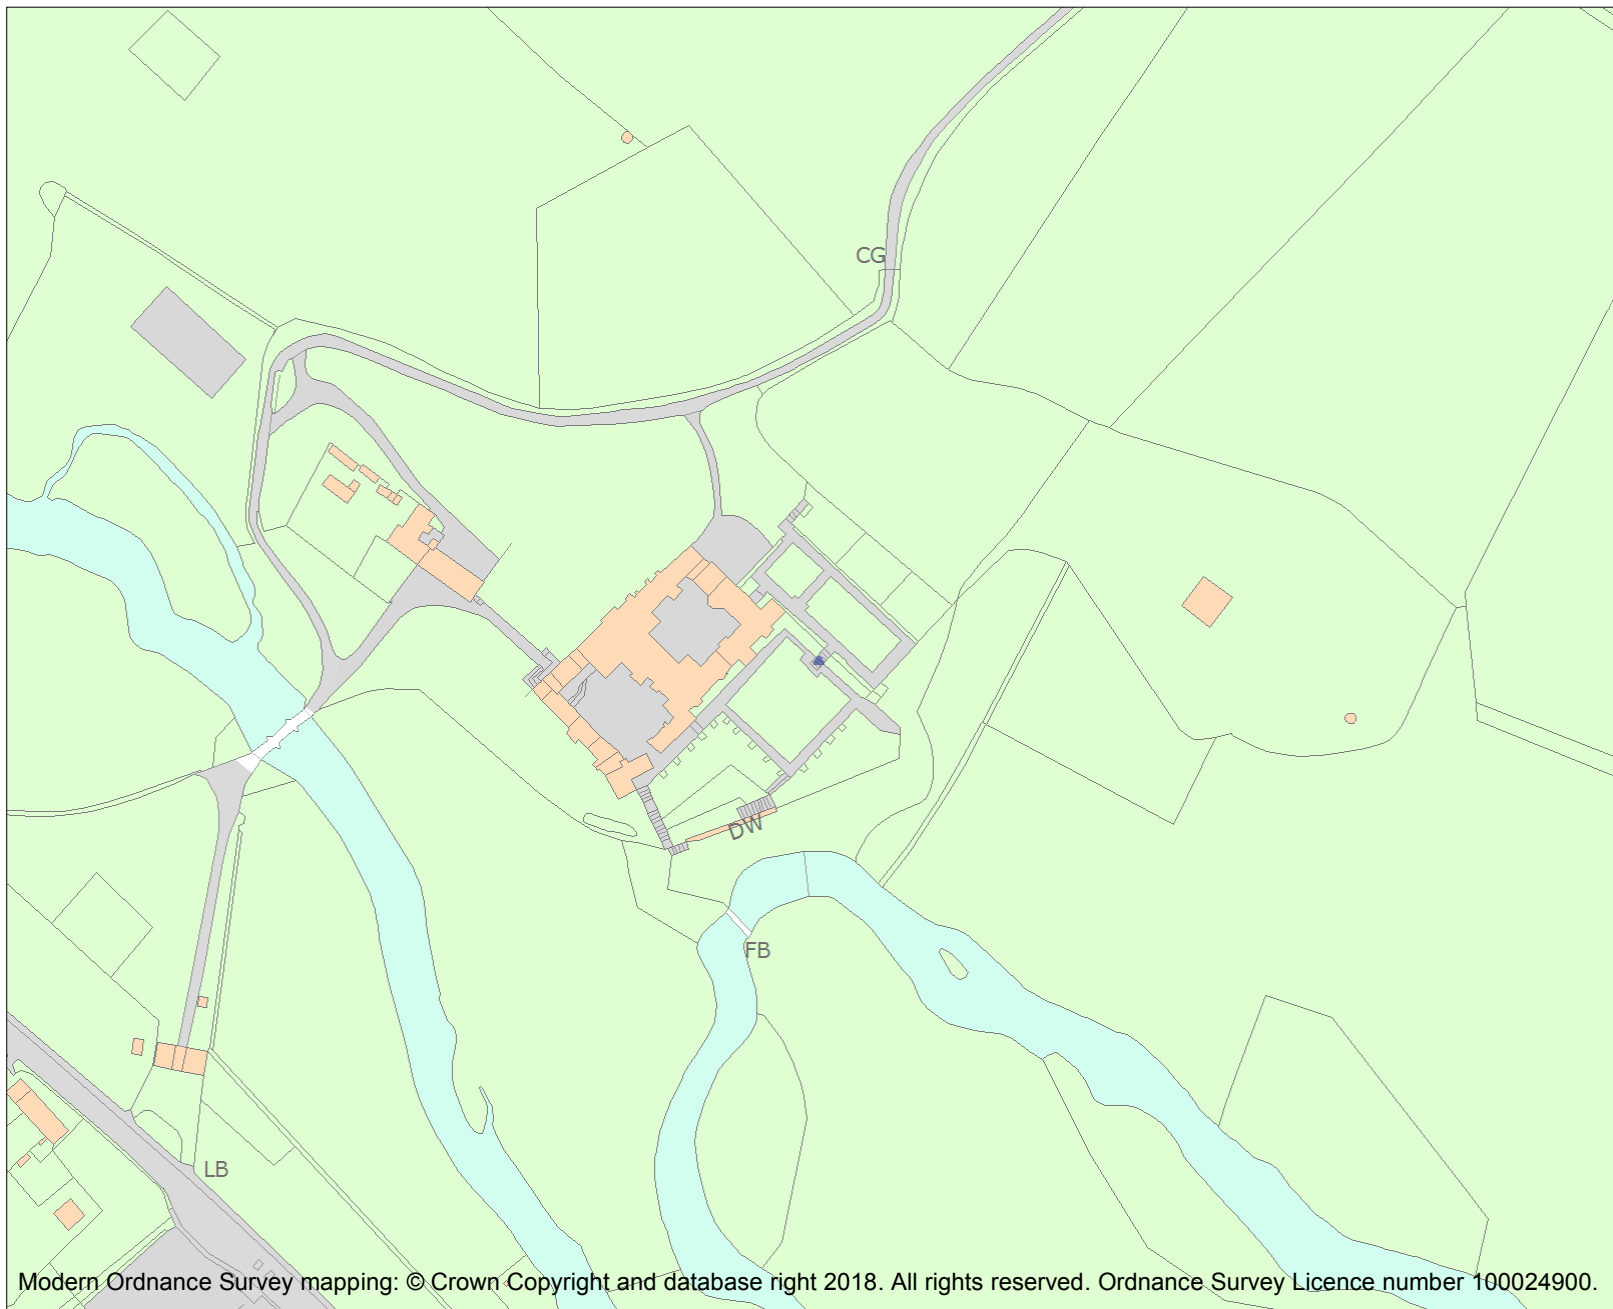 CG
DW
FB
LB
Modern Ordnance Survey mapping: © Crown Copyright and database right 2018. All rights reserved. Ordnance Survey Licence number 100024900.